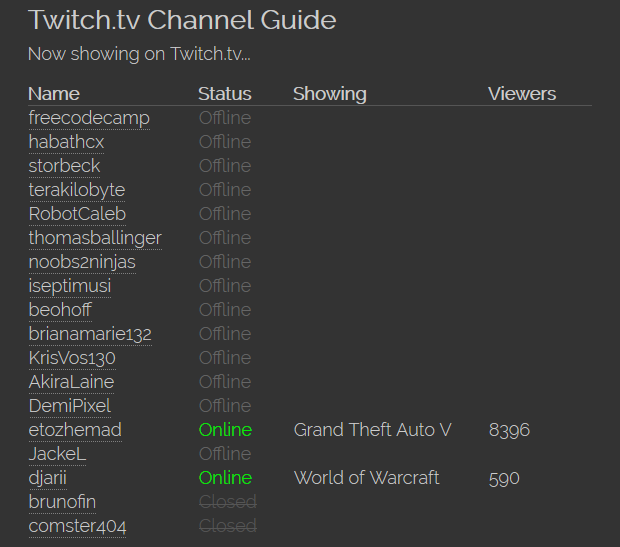 Twitch.tv Channel Guide
Now showing on Twitch.tv...
Name Status Showing Viewers
freecodecamp Offline
habathcx Offline
storbeck Offline
terakilobyte Offline
RobotCaleb Offline
thomasballinger Offline
noobs2ninjas Offline
iseptimusi Offline
beohoff Offline
brianamarie132 Offline
KrisVos130 Offline
AkiraLaine Offline
DemiPixel Offline
etozhemad Online Grand Theft Auto V 8396
JackeL Offline
djarii Online World of Warcraft 590
brunofin Closed
comster404 Closed